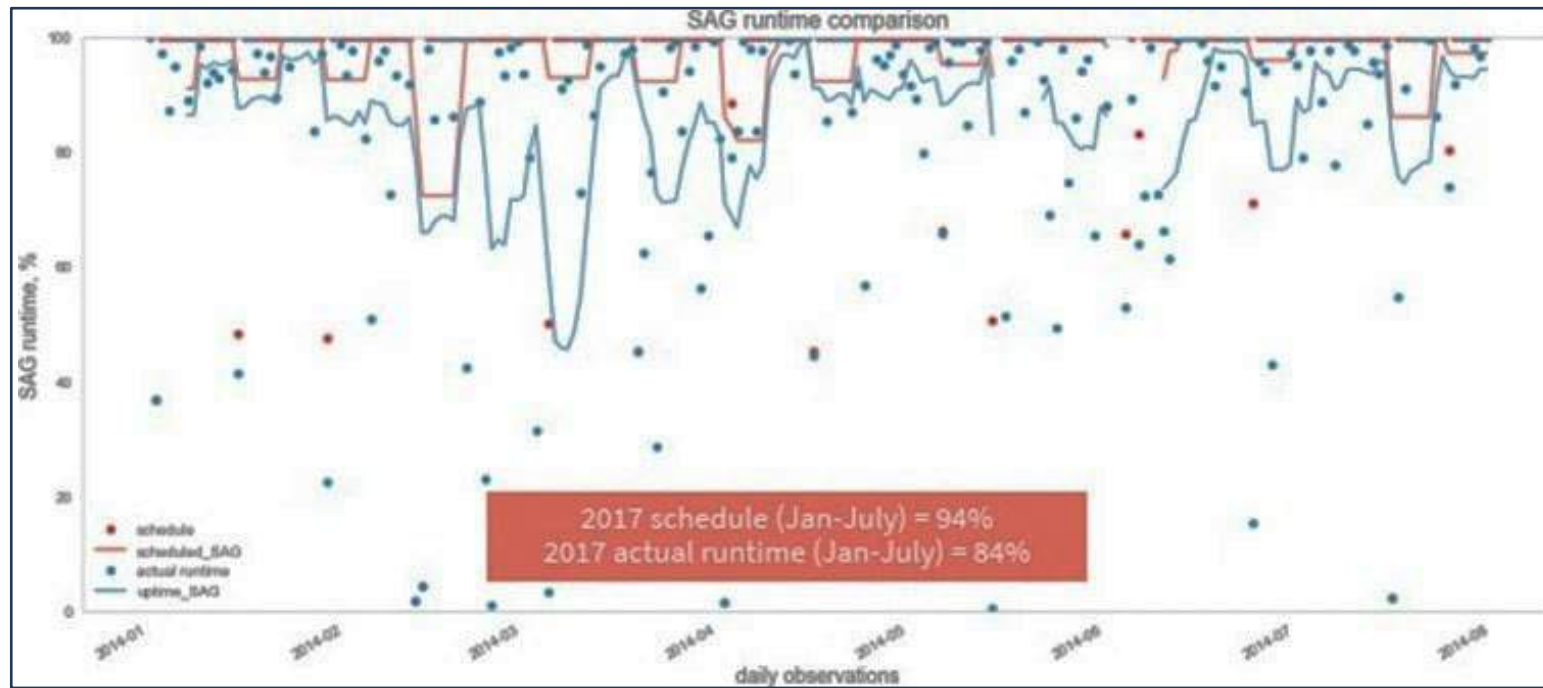 SAG runtime comparison
100
80
60
40
20
0
SAG runtime, %
schedule
scheduled_SAG
actual runtime
uptime_SAG
2017 schedule (Jan-July) = 94%
2017 actual runtime (Jan-July) = 84%
2014-01
2014-02
2014-03
2014-04
2014-05
2014-06
2014-07
2014-08
daily observations